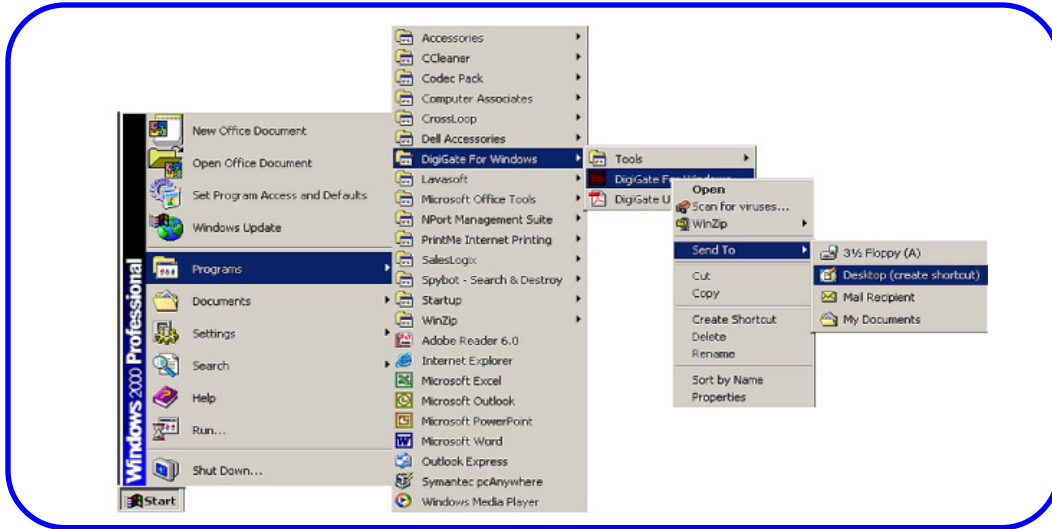 New Office Document
Open Office Document
Set Program Access and Defaults
Windows Update
Programs
Documents
Settings
Search
Help
Run...
Shut Down...
Windows 2000 Professional
Start
Accessories
CCleaner
Codec Pack
Computer Associates
CrossLoop
Dell Accessories
DigiGate For Windows
Lavasoft
Microsoft Office Tools
NPort Management Suite
PrintMe Internet Printing
SalesLogix
Spybot - Search & Destroy
Startup
WinZip
Adobe Reader 6.0
Internet Explorer
Microsoft Excel
Microsoft Outlook
Microsoft PowerPoint
Microsoft Word
Outlook Express
Symantec pcAnywhere
Windows Media Player
Tools
DigiGate For Windows
DigiGate U
Open
Scan for viruses...
WinZip
Send To
Cut
Copy
Create Shortcut
Delete
Rename
Sort by Name
Properties
3½ Floppy (A)
Desktop (create shortcut)
Mail Recipient
My Documents